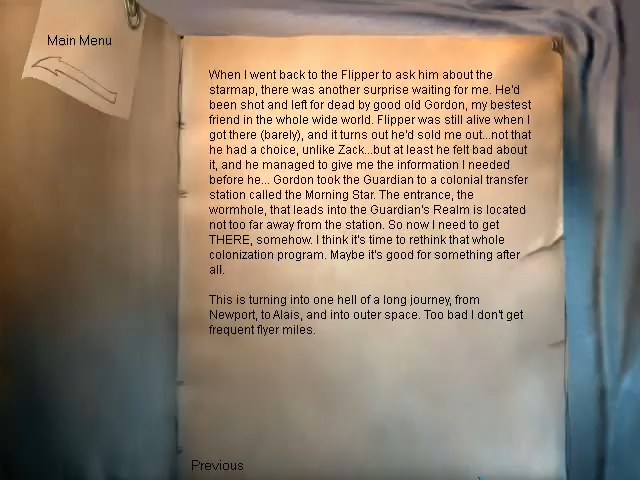 Main Menu
When I went back to the Flipper to ask him about the
starmap, there was another surprise waiting for me. He'd
been shot and left for dead by good old Gordon, my bestest
friend in the whole wide world. Flipper was still alive when I
got there (barely), and it turns out he'd sold me out...not that
he had a choice, unlike Zack...but at least he felt bad about
it, and he managed to give me the information I needed
before he... Gordon took the Guardian to a colonial transfer
station called the Morning Star. The entrance, the
wormhole, that leads into the Guardian's Realm is located
not too far away from the station. So now I need to get
THERE, somehow. I think it's time to rethink that whole
colonization program. Maybe it's good for something after
all.
This is turning into one hell of a long journey, from
Newport, to Alais, and into outer space. Too bad I don't get
frequent flyer miles.
Previous